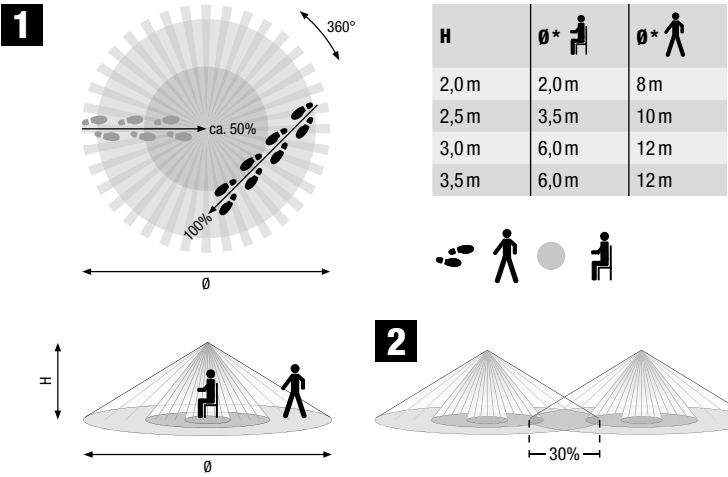 1
360°
ca. 50%
100%
Ø
H Ø* Ø*
2,0 m 2,0 m 8 m
2,5 m 3,5 m 10 m
3,0 m 6,0 m 12 m
3,5 m 6,0 m 12 m
H
Ø
2
30%